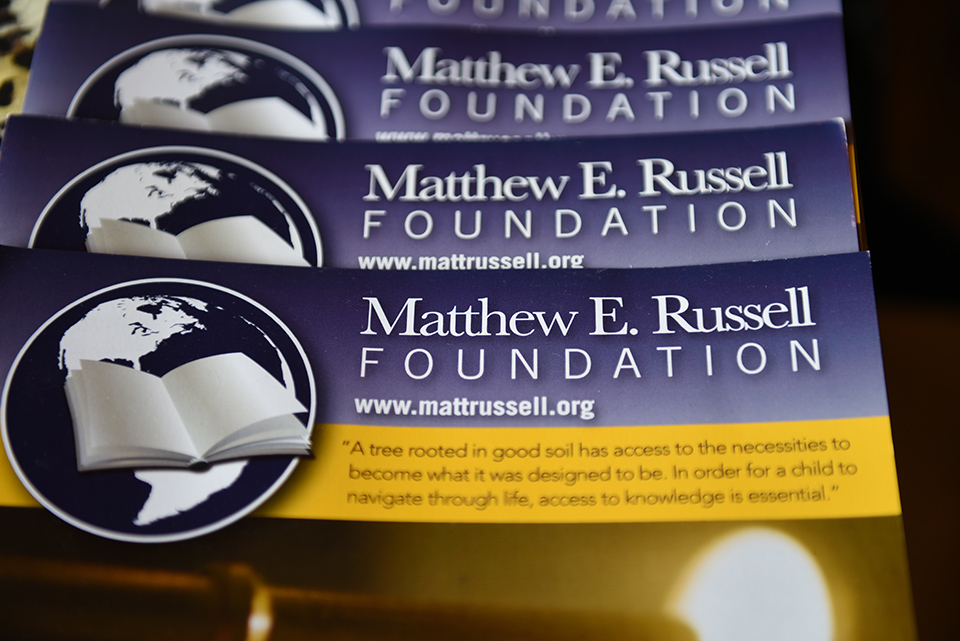 FOUNDATION
Matthew E. Russell
FOUNDATION
www.mattrussell
Matthew E. Russell
FOUNDATION
www.mattrussell.org
Matthew E. Russell
FOUNDATION
www.mattrussell.org
"A tree rooted in good soil has access to the necessities to
become what it was designed to be. In order for a child to
navigate through life, access to knowledge is essential."